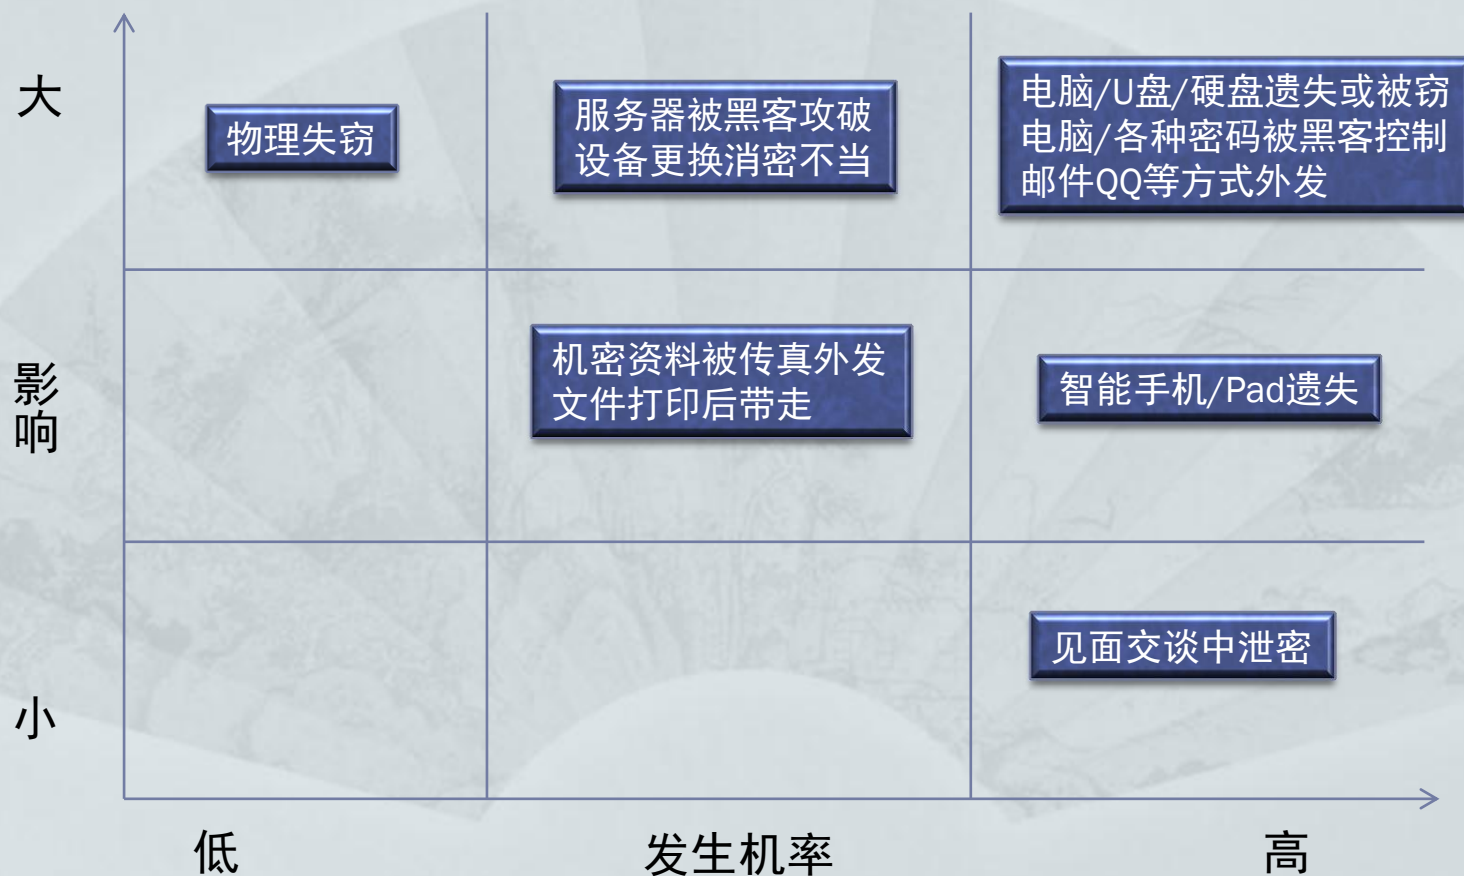 大
物理失窃
服务器被黑客攻破
设备更换消密不当
电脑/U盘/硬盘遗失或被窃
电脑/各种密码被黑客控制
邮件QQ等方式外发
影
响
机密资料被传真外发
文件打印后带走
智能手机/Pad遗失
见面交谈中泄密
小
低
发生机率
高